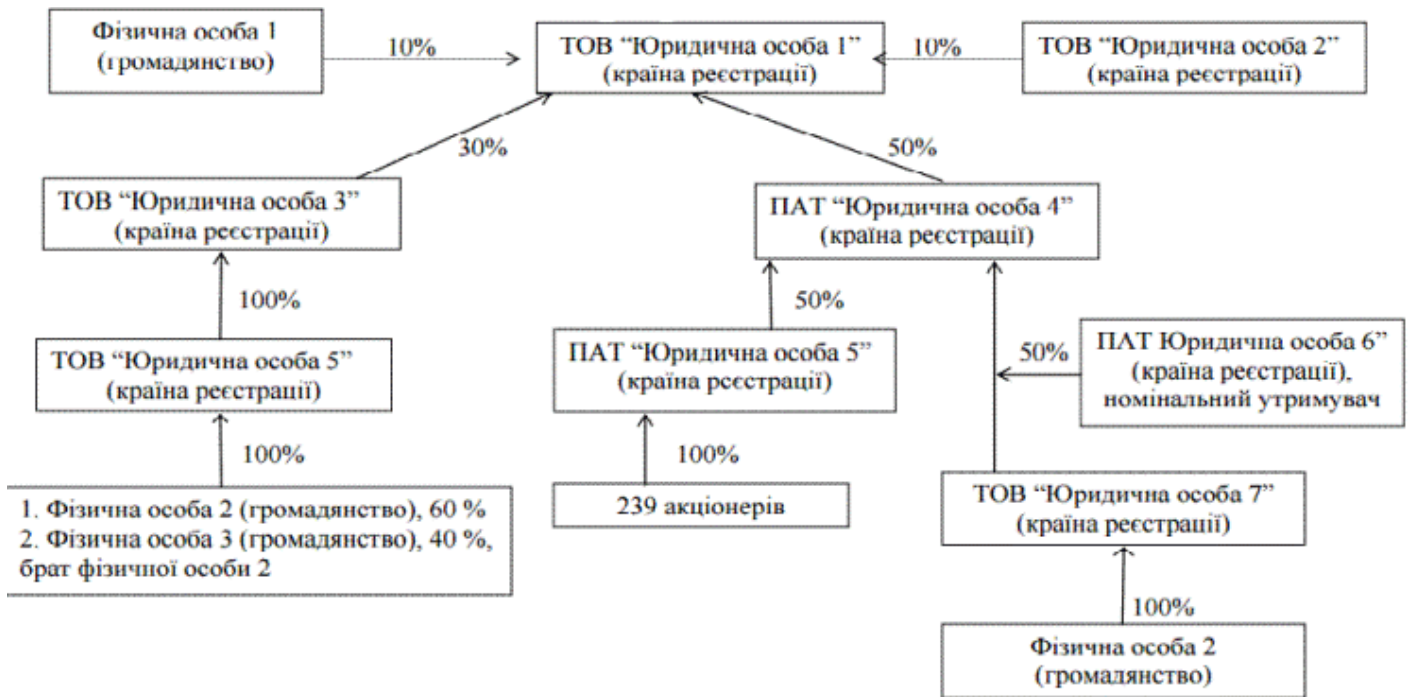 Фізична особа 1
(громадянство)
10%
ТОВ “Юридична особа 1”
(країна реєстрації)
10%
ТОВ “Юридична особа 2”
(країна реєстрації)
30%
50%
ТОВ “Юридична особа 3”
(країна реєстрації)
ПАТ “Юридична особа 4”
(країна реєстрації)
100%
50%
ТОВ “Юридична особа 5”
(країна реєстрації)
ПАТ “Юридична особа 5”
(країна реєстрації)
50%
ПАТ Юридична особа 6”
(країна реєстрації),
номінальний утримувач
100%
100%
1. Фізична особа 2 (громадянство), 60 %
2. Фізична особа 3 (громадянство), 40 %,
брат фізичної особи 2
239 акціонерів
ТОВ “Юридична особа 7”
(країна реєстрації)
100%
Фізична особа 2
(громадянство)